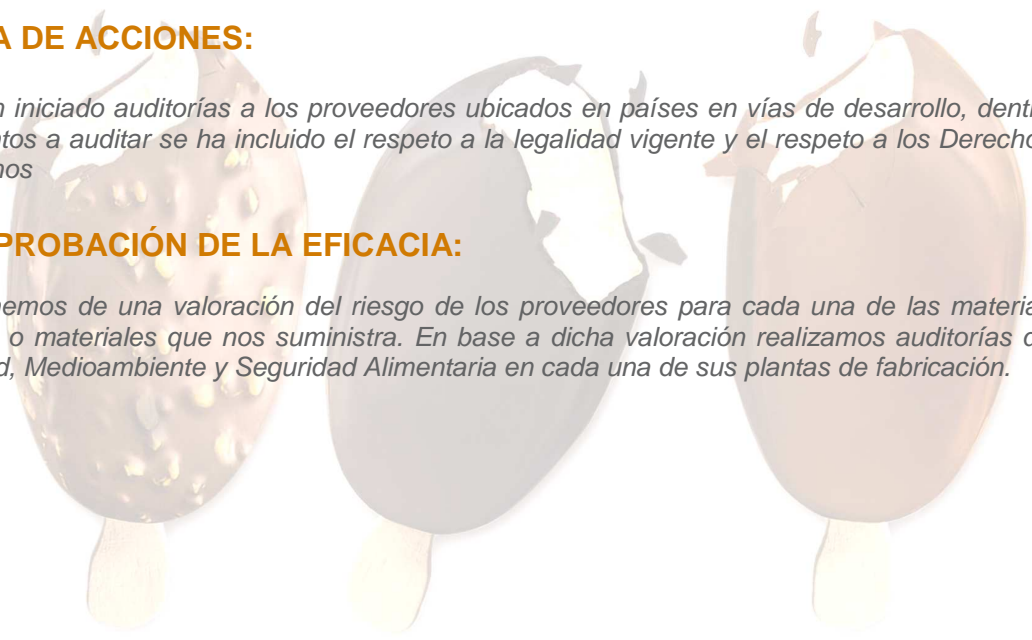 A DE ACCIONES:
n iniciado auditorías a los proveedores ubicados en países en vías de desarrollo, dent
tos a auditar se ha incluido el respeto a la legalidad vigente y el respeto a los Derecho
nos
PROBACIÓN DE LA EFICACIA:
nemos de una valoración del riesgo de los proveedores para cada una de las materia
o materiales que nos suministra. En base a dicha valoración realizamos auditorías d
d, Medioambiente y Seguridad Alimentaria en cada una de sus plantas de fabricación.